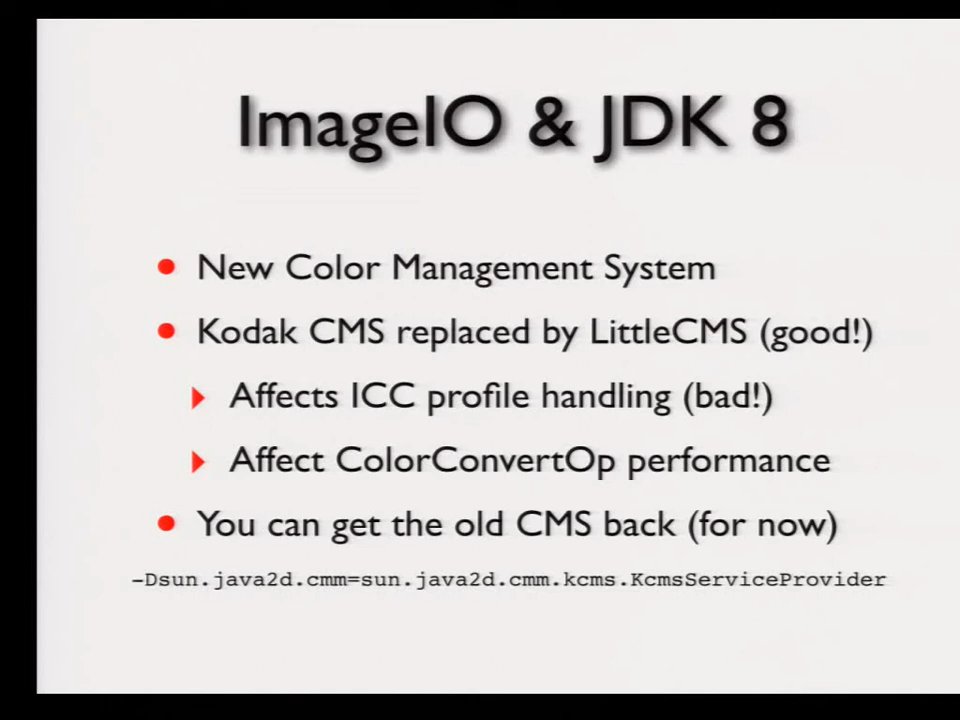 ImageIO & JDK 8
New Color Management System
Kodak CMS replaced by LittleCMS (good!)
Affects ICC profile handling (bad!)
Affect ColorConvertOp performance
You can get the old CMS back (for now)
-Dsun.java2d.cmm=sun.java2d.cmm.kcms.KcmsServiceProvider